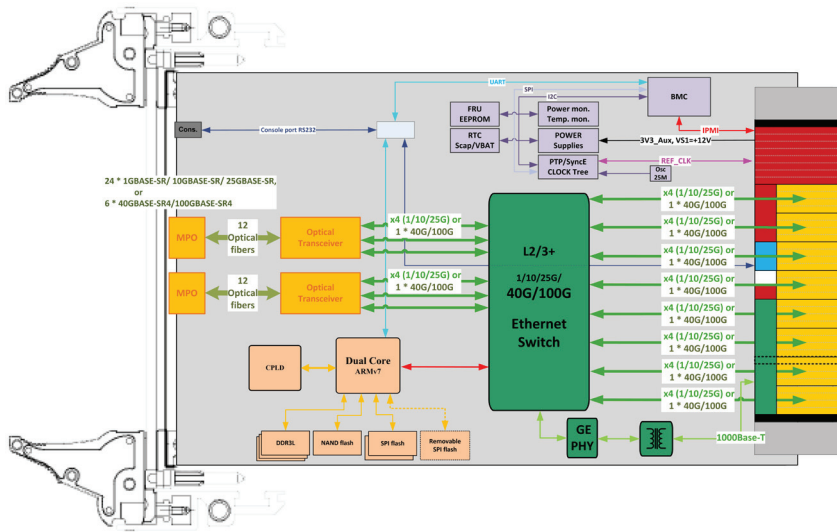 UART
SPI
I2C
BMC
FRU
EEPROM
Power mon.
Temp. mon.
IPMI
Cons.
Console port RS232
RTC
Scap/VBAT
POWER
Supplies
3V3_Aux, VS1=+12V
PTP/SyncE
CLOCK Tree
REF_CLK
Osc
25M
24 * 1GBASE-SR/ 10GBASE-SR/ 25GBASE-SR,
or
6 * 40GBASE-SR4/100GBASE-SR4
MPO
12
Optical
fibers
Optical
Transceiver
x4 (1/10/25G) or
1 * 40G/100G
MPO
12
Optical
fibers
Optical
Transceiver
x4 (1/10/25G) or
1 * 40G/100G
L2/3+
1/10/25G/
40G/100G
Ethernet
Switch
x4 (1/10/25G) or
1 * 40G/100G
x4 (1/10/25G) or
1 * 40G/100G
x4 (1/10/25G) or
1 * 40G/100G
x4 (1/10/25G) or
1 * 40G/100G
x4 (1/10/25G) or
1 * 40G/100G
x4 (1/10/25G) or
1 * 40G/100G
x4 (1/10/25G) or
1 * 40G/100G
x4 (1/10/25G) or
1 * 40G/100G
CPLD
Dual Core
ARMv7
DDR3L
NAND flash
SPI flash
Removable
SPI flash
GE
PHY
1000Base-T